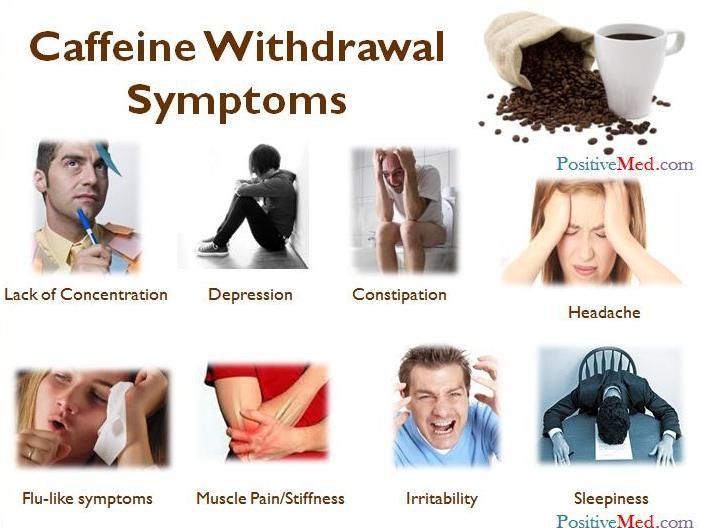 Caffeine Withdrawal
Symptoms
PositiveMed.com
Lack of Concentration
Depression
Constipation
Headache
Flu-like symptoms
Muscle Pain/Stiffness
Irritability
Sleepiness
PositiveMed.com